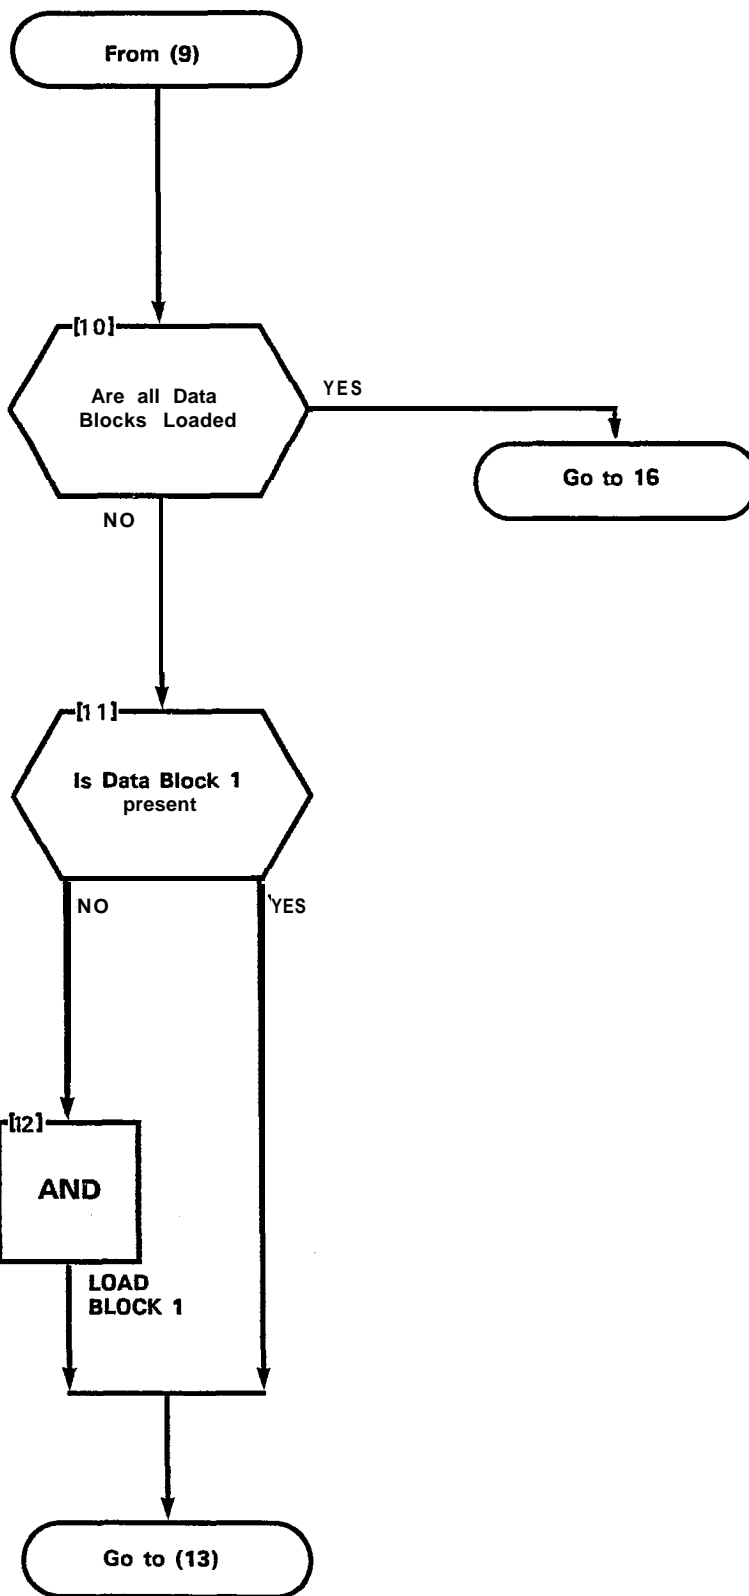 From (9)
[10]
Are all Data
Blocks Loaded
YES
Go to 16
NO
[11]
Is Data Block 1
present
NO
YES
[12]
AND
LOAD
BLOCK 1
Go to (13)